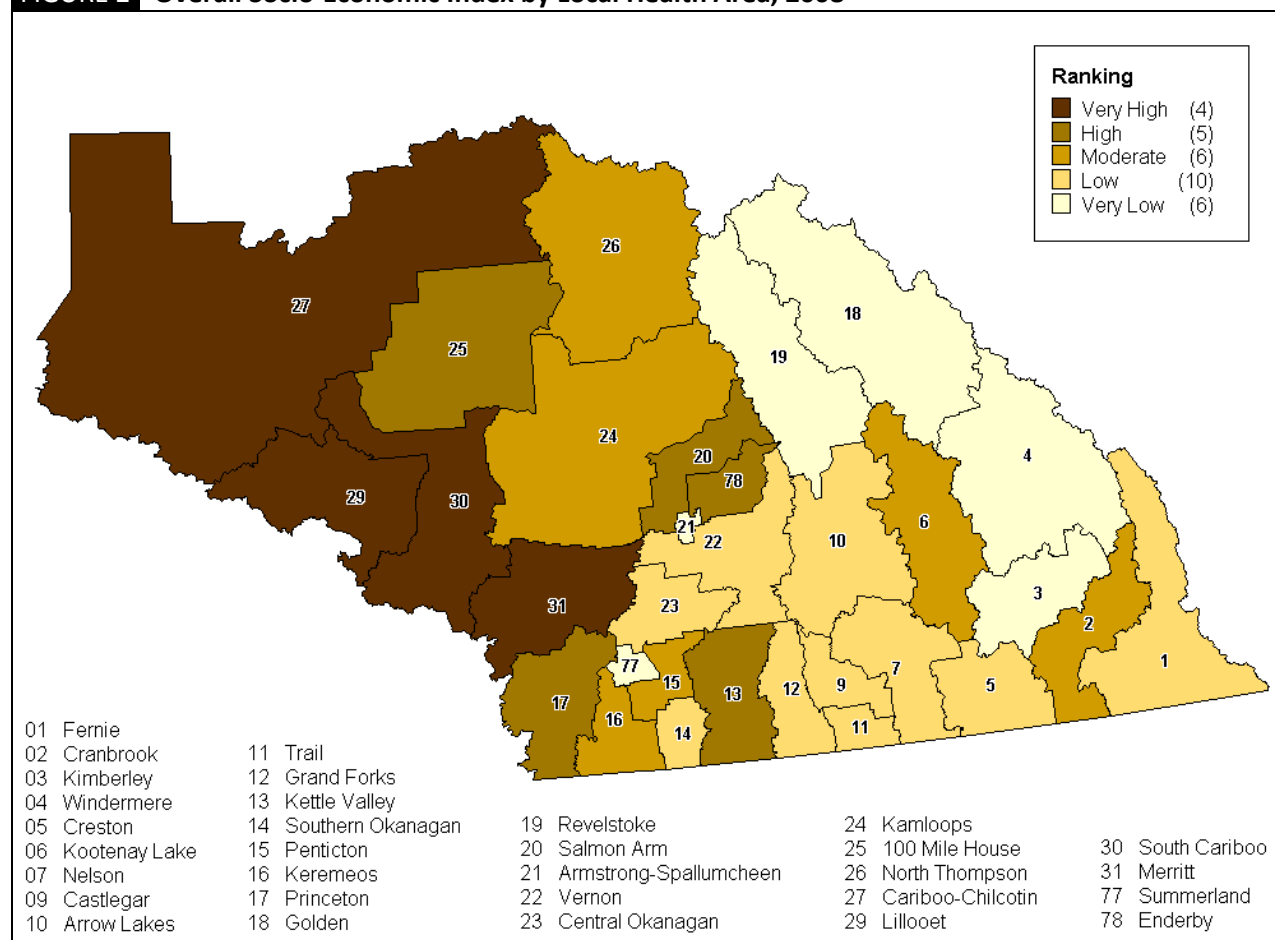 Overall Socio-Economic Index by Local Health Area,
Ranking
Very High (4)
High (5)
Moderate (6)
Low (10)
Very Low (6)
26
27
18
25
19
24
4
20
78
29
30
6
21
22
10
3
31
23
2
77
7
1
15
9
5
17
13
12
16
14
11
01 Fernie
02 Cranbrook
03 Kimberley
04 Windermere
05 Creston
06 Kootenay Lake
07 Nelson
09 Castlegar
10 Arrow Lakes
11 Trail
12 Grand Forks
13 Kettle Valley
14 Southern Okanagan
15 Penticton
16 Keremeos
17 Princeton
18 Golden
19 Revelstoke
20 Salmon Arm
21 Armstrong-Spallumcheen
22 Vernon
23 Central Okanagan
24 Kamloops
25 100 Mile House
26 North Thompson
27 Cariboo-Chilcotin
29 Lillooet
30 South Cariboo
31 Merritt
77 Summerland
78 Enderby